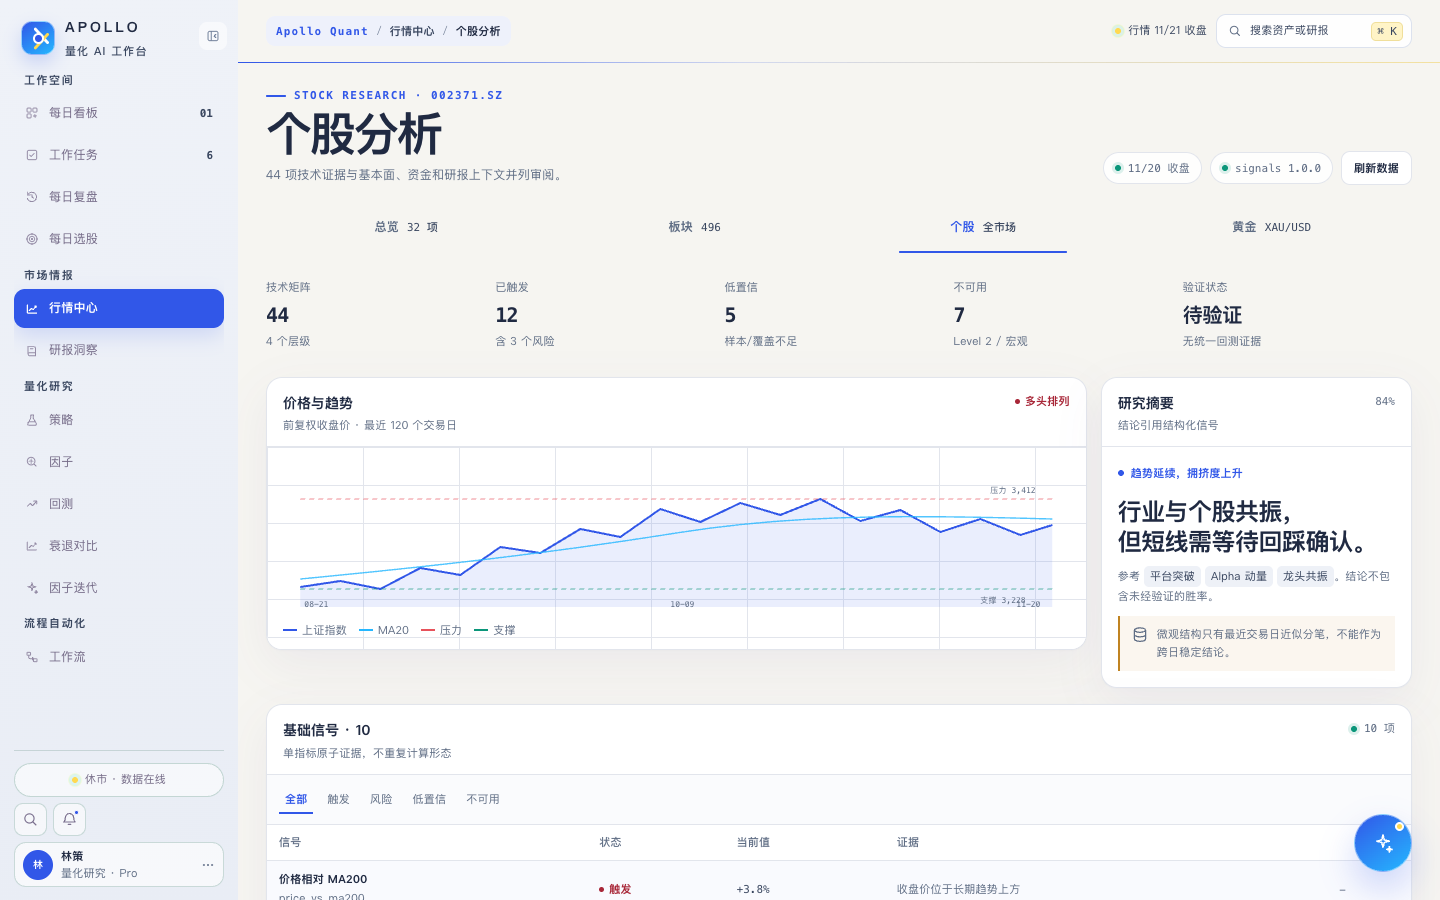 APOLLO
量化 AI 工作台
工作空间
每日看板 01
工作任务 6
每日复盘
每日选股
市场情报
行情中心
研报洞察
量化研究
策略
因子
回测
衰退对比
因子迭代
流程自动化
工作流
休市 · 数据在线
林
林策
量化研究 · Pro
Apollo Quant / 行情中心 / 个股分析
行情 11/21 收盘
搜索资产或研报
⌘ K
STOCK RESEARCH · 002371.SZ
个股分析
44 项技术证据与基本面、资金和研报上下文并列审阅。
11/20 收盘
signals 1.0.0
刷新数据
总览 32 项
板块 496
个股 全市场
黄金 XAU/USD
技术矩阵
44
4 个层级
已触发
12
含 3 个风险
低置信
5
样本/覆盖不足
不可用
7
Level 2 / 宏观
验证状态
待验证
无统一回测证据
价格与趋势
前复权收盘价 · 最近 120 个交易日
多头排列
压力 3,412
支撑 3,228
08-21
10-09
11-20
上证指数
MA20
压力
支撑
研究摘要
84%
结论引用结构化信号
趋势延续，拥挤度上升
行业与个股共振，
但短线需等待回踩确认。
参考 平台突破 Alpha 动量 龙头共振 。结论不包
含未经验证的胜率。
微观结构只有最近交易日近似分笔，不能作为
跨日稳定结论。
基础信号 · 10
单指标原子证据，不重复计算形态
10 项
全部
触发
风险
低置信
不可用
信号 状态 当前值 证据
价格相对 MA200
price_vs_ma200
触发
+3.8%
收盘价位于长期趋势上方
—